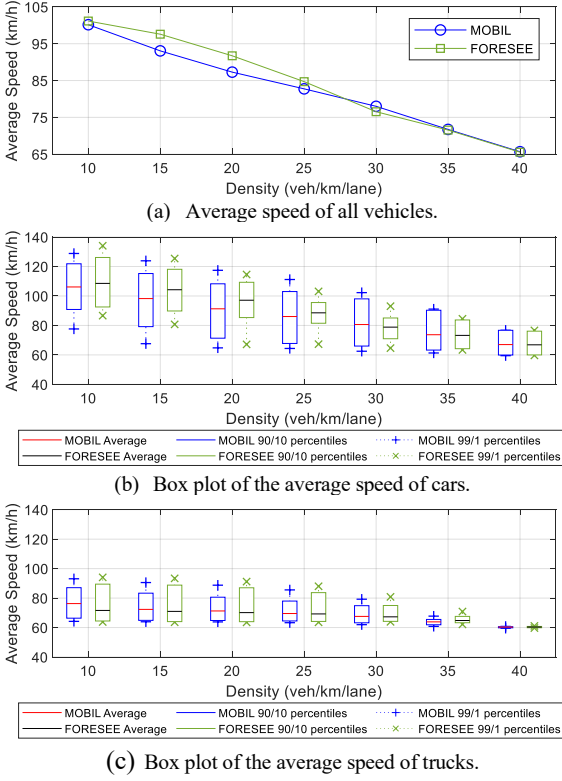 105
95
85
75
65
Average Speed (km/h)
MOBIL
FORESEE
10 15 20 25 30 35 40
Density (veh/km/lane)
(a) Average speed of all vehicles.
140
120
100
80
60
40
Average Speed (km/h)
10 15 20 25 30 35 40
Density (veh/km/lane)
MOBIL Average MOBIL 90/10 percentiles MOBIL 99/1 percentiles
FORESEE Average FORESEE 90/10 percentiles FORESEE 99/1 percentiles
(b) Box plot of the average speed of cars.
140
120
100
80
60
40
Average Speed (km/h)
10 15 20 25 30 35 40
Density (veh/km/lane)
MOBIL Average MOBIL 90/10 percentiles MOBIL 99/1 percentiles
FORESEE Average FORESEE 90/10 percentiles FORESEE 99/1 percentiles
(c) Box plot of the average speed of trucks.